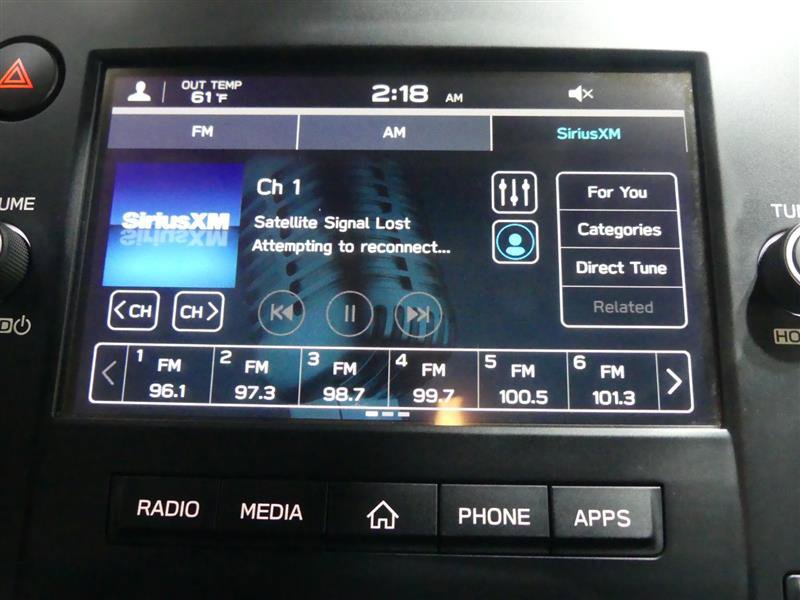 OUT TEMP
61°F
2:18 AM
FM AM SiriusXM
UME
SiriusXM
Ch 1
Satellite Signal Lost
Attempting to reconnect...
For You
Categories
Direct Tune
Related
TU
<CH CH>
HO
1 FM 96.1
2 FM 97.3
3 FM 98.7
4 FM 99.7
5 FM 100.5
6 FM 101.3
RADIO MEDIA PHONE APPS